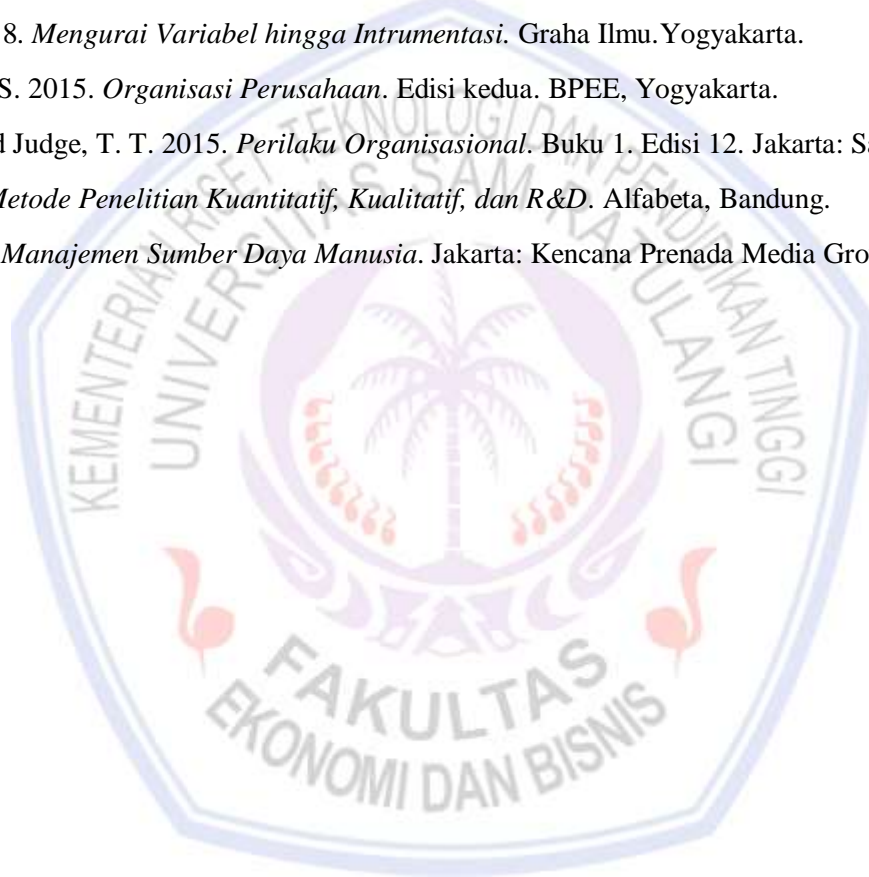 8. Mengurai Variabel hingga Intrumentasi. Graha Ilmu.Yogyakarta.
S. 2015. Organisasi Perusahaan. Edisi kedua. BPEE, Yogyakarta.
d Judge, T. T. 2015. Perilaku Organisasional. Buku 1. Edisi 12. Jakarta: Sa
Metode Penelitian Kuantitatif, Kualitatif, dan R&D. Alfabeta, Bandung.
Manajemen Sumber Daya Manusia. Jakarta: Kencana Prenada Media Gro
KEMENTERIAN RISET TEKNOLOGI DAN PENDIDIKAN TINGGI
UNIVERSITAS SAM RATULANGI
FAKULTAS
EKONOMI DAN BISNIS